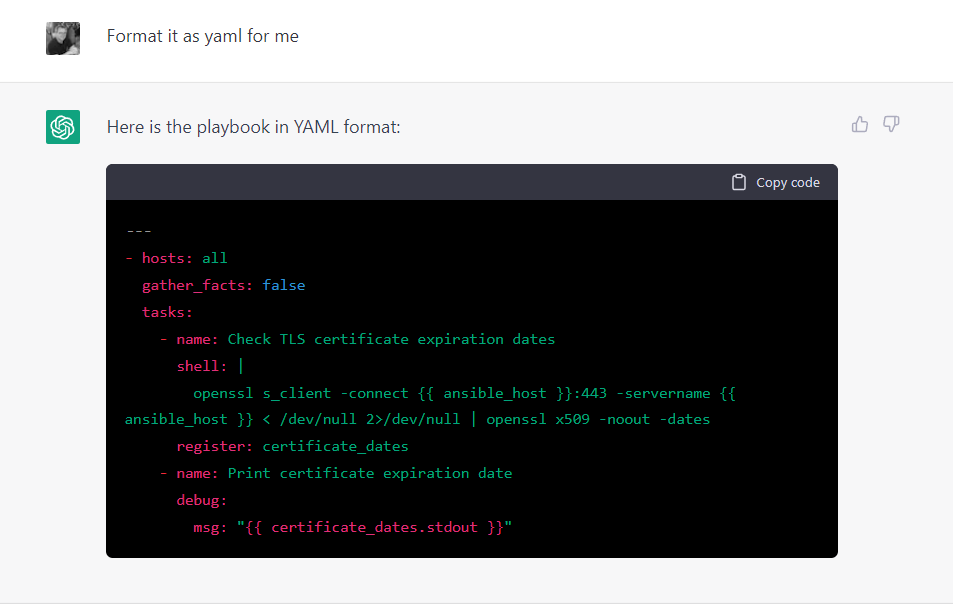 Format it as yaml for me
Here is the playbook in YAML format:
Copy code
---
- hosts: all
  gather_facts: false
  tasks:
    - name: Check TLS certificate expiration dates
      shell: |
        openssl s_client -connect {{ ansible_host }}:443 -servername {{
ansible_host }} < /dev/null 2>/dev/null | openssl x509 -noout -dates
      register: certificate_dates
    - name: Print certificate expiration date
      debug:
        msg: "{{ certificate_dates.stdout }}"